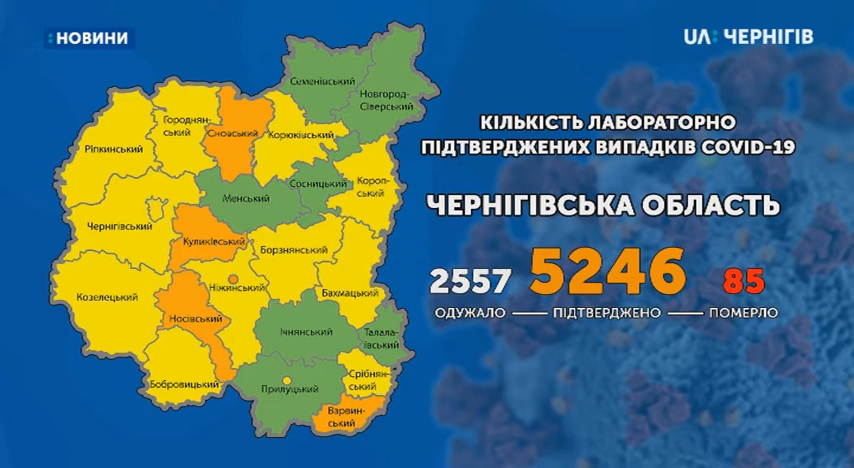 НОВИНИ
UA: ЧЕРНІГІВ
КІЛЬКІСТЬ ЛАБОРАТОРНО
ПІДТВЕРДЖЕНИХ ВИПАДКІВ COVID-19
ЧЕРНІГІВСЬКА ОБЛАСТЬ
2557 5246 85
ОДУЖАЛО — ПІДТВЕРДЖЕНО — ПОМЕРЛО
Семенівський
Новгород-
Сіверський
Городнян-
ський
Сновський
Корюківський
Ріпкинський
Сосницький
Короп-
ський
Менський
Чернігівський
Куликівський
Борзнянський
Ніжинський
Бахмацький
Козелецький
Носівський
Ічнянський
Талала-
ївський
Бобровицький
Прилуцький
Срібнян-
ський
Варвин-
ський